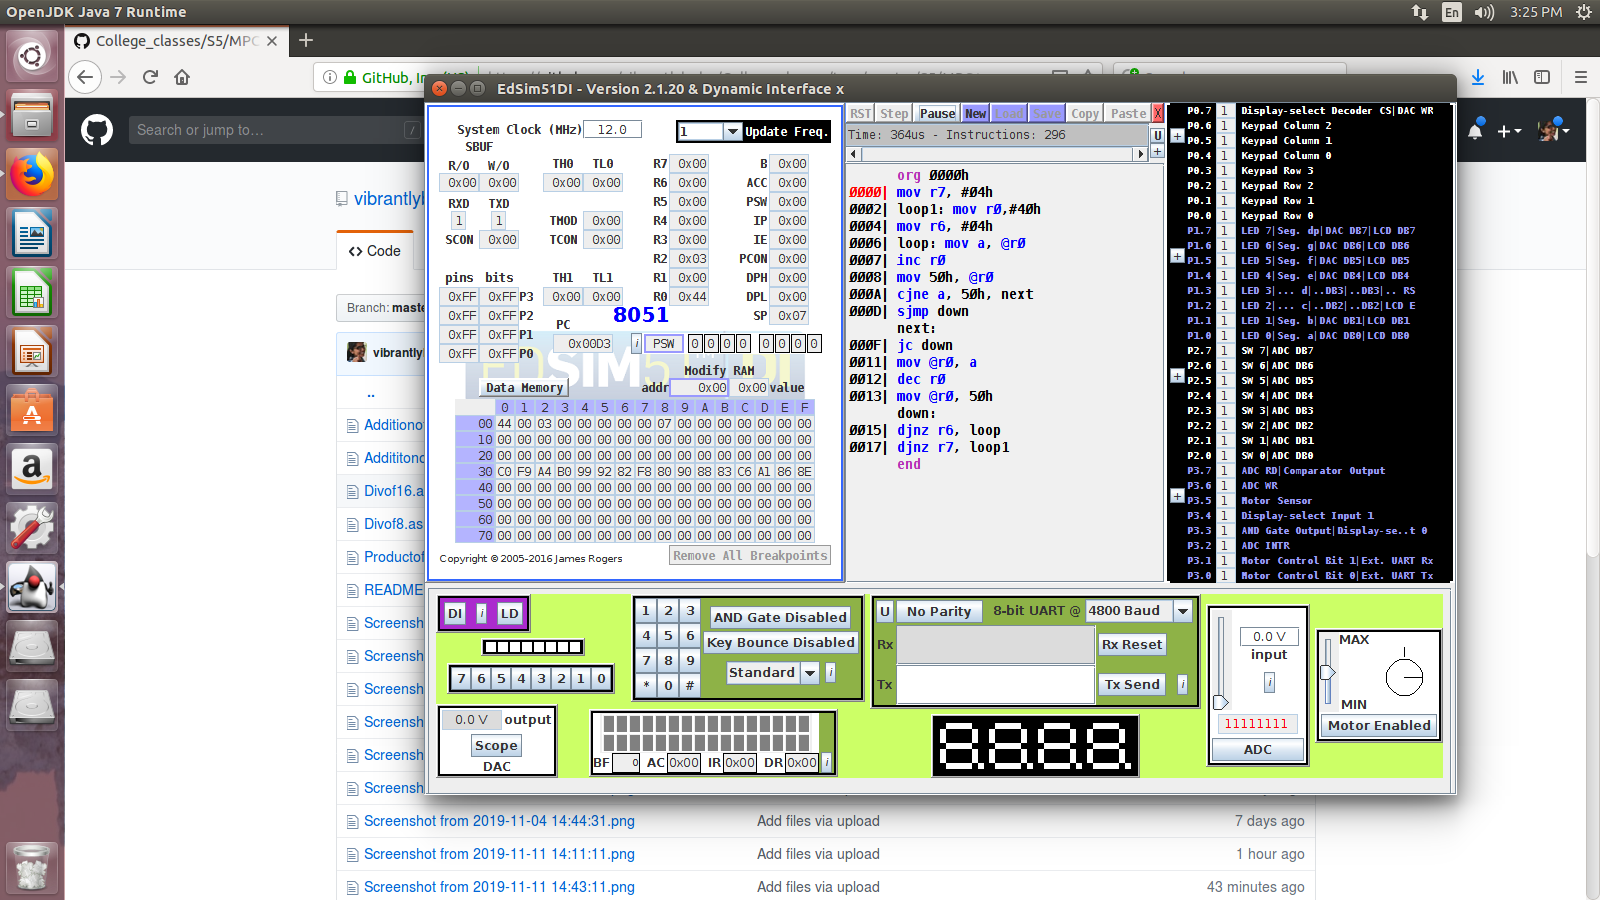 OpenJDK Java 7 Runtime
En
3:25 PM
College_classes/S5/MPC
EdSim51DI - Version 2.1.20 & Dynamic Interface x
Search or jump to…
/
vibrantlyb
Code
Branch: maste
vibrantly
..
Additiono
Addititonc
Divof16.a
Divof8.as
Productof
README
Screensh
Screensh
Screensh
Screensh
Screensh
Screensh
Screenshot from 2019-11-04 14:44:31.png Add files via upload 7 days ago
Screenshot from 2019-11-11 14:11:11.png Add files via upload 1 hour ago
Screenshot from 2019-11-11 14:43:11.png Add files via upload 43 minutes ago
System Clock (MHz) 12.0 1 Update Freq.
SBUF
R/O W/O TH0 TL0 R7 0x00 B 0x00
0x00 0x00 0x00 0x00 R6 0x00 ACC 0x00
RXD TXD R5 0x00 PSW 0x00
1 1 TMOD 0x00 R4 0x00 IP 0x00
SCON 0x00 TCON 0x00 R3 0x00 IE 0x00
R2 0x03 PCON 0x00
pins bits TH1 TL1 R1 0x00 DPH 0x00
0xFF 0xFF P3 0x00 0x00 R0 0x44 DPL 0x00
0xFF 0xFF P2 PC 8051 SP 0x07
0xFF 0xFF P1 0x00D3 i PSW 0 0 0 0 0 0 0 0
0xFF 0xFF P0
Modify RAM
Data Memory addr 0x00 0x00 value
0 1 2 3 4 5 6 7 8 9 A B C D E F
00 44 00 03 00 00 00 00 00 07 00 00 00 00 00 00 00
10 00 00 00 00 00 00 00 00 00 00 00 00 00 00 00 00
20 00 00 00 00 00 00 00 00 00 00 00 00 00 00 00 00
30 C0 F9 A4 B0 99 92 82 F8 80 90 88 83 C6 A1 86 8E
40 00 00 00 00 00 00 00 00 00 00 00 00 00 00 00 00
50 00 00 00 00 00 00 00 00 00 00 00 00 00 00 00 00
60 00 00 00 00 00 00 00 00 00 00 00 00 00 00 00 00
70 00 00 00 00 00 00 00 00 00 00 00 00 00 00 00 00
Copyright © 2005-2016 James Rogers Remove All Breakpoints
RST Step Pause New Load Save Copy Paste X
Time: 364us - Instructions: 296 U
org 0000h
0000| mov r7, #04h
0002| loop1: mov r0,#40h
0004| mov r6, #04h
0006| loop: mov a, @r0
0007| inc r0
0008| mov 50h, @r0
000A| cjne a, 50h, next
000D| sjmp down
next:
000F| jc down
0011| mov @r0, a
0012| dec r0
0013| mov @r0, 50h
down:
0015| djnz r6, loop
0017| djnz r7, loop1
end
P0.7 1 Display-select Decoder CS|DAC WR
P0.6 1 Keypad Column 2
P0.5 1 Keypad Column 1
P0.4 1 Keypad Column 0
P0.3 1 Keypad Row 3
P0.2 1 Keypad Row 2
P0.1 1 Keypad Row 1
P0.0 1 Keypad Row 0
P1.7 1 LED 7|Seg. dp|DAC DB7|LCD DB7
P1.6 1 LED 6|Seg. g|DAC DB6|LCD DB6
P1.5 1 LED 5|Seg. f|DAC DB5|LCD DB5
P1.4 1 LED 4|Seg. e|DAC DB4|LCD DB4
P1.3 1 LED 3|... d|..DB3|..DB3|.. RS
P1.2 1 LED 2|... c|..DB2|..DB2|LCD E
P1.1 1 LED 1|Seg. b|DAC DB1|LCD DB1
P1.0 1 LED 0|Seg. a|DAC DB0|LCD DB0
P2.7 1 SW 7|ADC DB7
P2.6 1 SW 6|ADC DB6
P2.5 1 SW 5|ADC DB5
P2.4 1 SW 4|ADC DB4
P2.3 1 SW 3|ADC DB3
P2.2 1 SW 2|ADC DB2
P2.1 1 SW 1|ADC DB1
P2.0 1 SW 0|ADC DB0
P3.7 1 ADC RD|Comparator Output
P3.6 1 ADC WR
P3.5 1 Motor Sensor
P3.4 1 Display-select Input 1
P3.3 1 AND Gate Output|Display-se..t 0
P3.2 1 ADC INTR
P3.1 1 Motor Control Bit 1|Ext. UART Rx
P3.0 1 Motor Control Bit 0|Ext. UART Tx
DI i LD
7 6 5 4 3 2 1 0
0.0 V output
Scope
DAC
1 2 3
4 5 6
7 8 9
* 0 #
AND Gate Disabled
Key Bounce Disabled
Standard i
BF 0 AC 0x00 IR 0x00 DR 0x00 i
U No Parity 8-bit UART @ 4800 Baud
Rx Rx Reset
Tx Tx Send i
8.8.8.8.
0.0 V
input
i
11111111
ADC
MAX
MIN
Motor Enabled